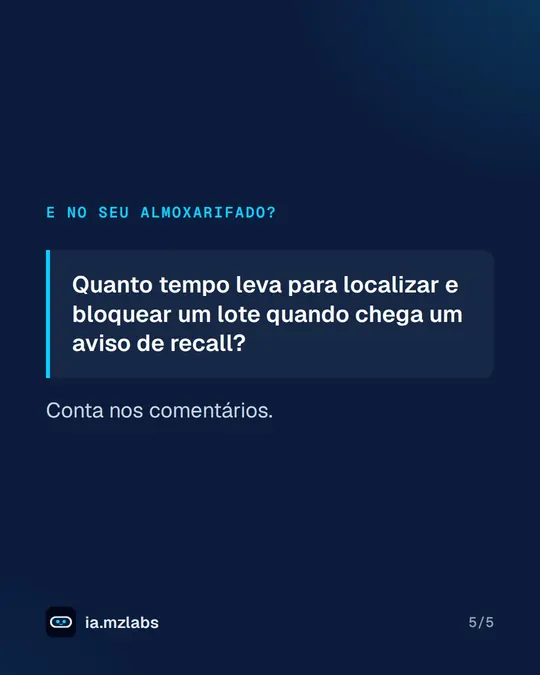 E NO SEU ALMOXARIFADO?
Quanto tempo leva para localizar e
bloquear um lote quando chega um
aviso de recall?
Conta nos comentários.
ia.mzlabs
5/5